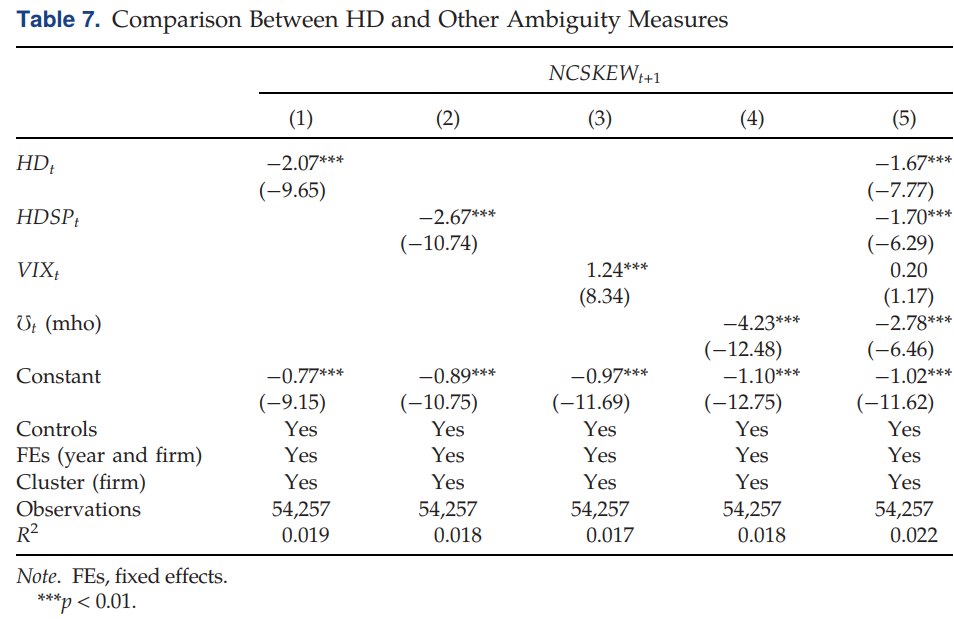 Table 7. Comparison Between HD and Other Ambiguity Measures
NCSKEWt+1
(1) (2) (3) (4) (5)
HDt −2.07*** −1.67***
(−9.65) (−7.77)
HDSPt −2.67*** −1.70***
(−10.74) (−6.29)
VIXt 1.24*** 0.20
(8.34) (1.17)
℧t (mho) −4.23*** −2.78***
(−12.48) (−6.46)
Constant −0.77*** −0.89*** −0.97*** −1.10*** −1.02***
(−9.15) (−10.75) (−11.69) (−12.75) (−11.62)
Controls Yes Yes Yes Yes Yes
FEs (year and firm) Yes Yes Yes Yes Yes
Cluster (firm) Yes Yes Yes Yes Yes
Observations 54,257 54,257 54,257 54,257 54,257
R2 0.019 0.018 0.017 0.018 0.022
Note. FEs, fixed effects.
***p < 0.01.